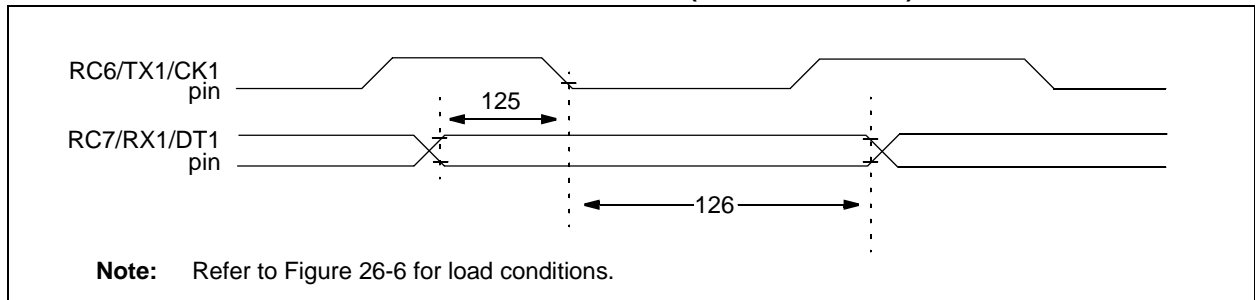 RC6/TX1/CK1
pin
125
RC7/RX1/DT1
pin
126
Note: Refer to Figure 26-6 for load conditions.